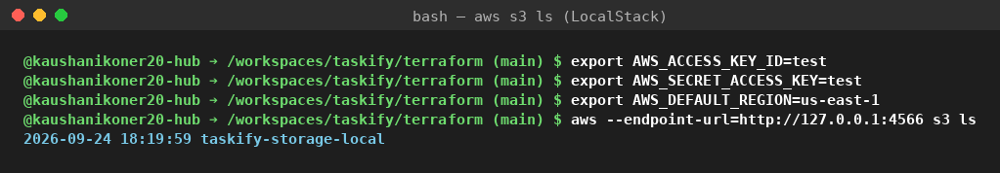 bash — aws s3 ls (LocalStack)
@kaushanikoner20-hub ➜ /workspaces/taskify/terraform (main) $ export AWS_ACCESS_KEY_ID=test
@kaushanikoner20-hub ➜ /workspaces/taskify/terraform (main) $ export AWS_SECRET_ACCESS_KEY=test
@kaushanikoner20-hub ➜ /workspaces/taskify/terraform (main) $ export AWS_DEFAULT_REGION=us-east-1
@kaushanikoner20-hub ➜ /workspaces/taskify/terraform (main) $ aws --endpoint-url=http://127.0.0.1:4566 s3 ls
2026-09-24 18:19:59 taskify-storage-local